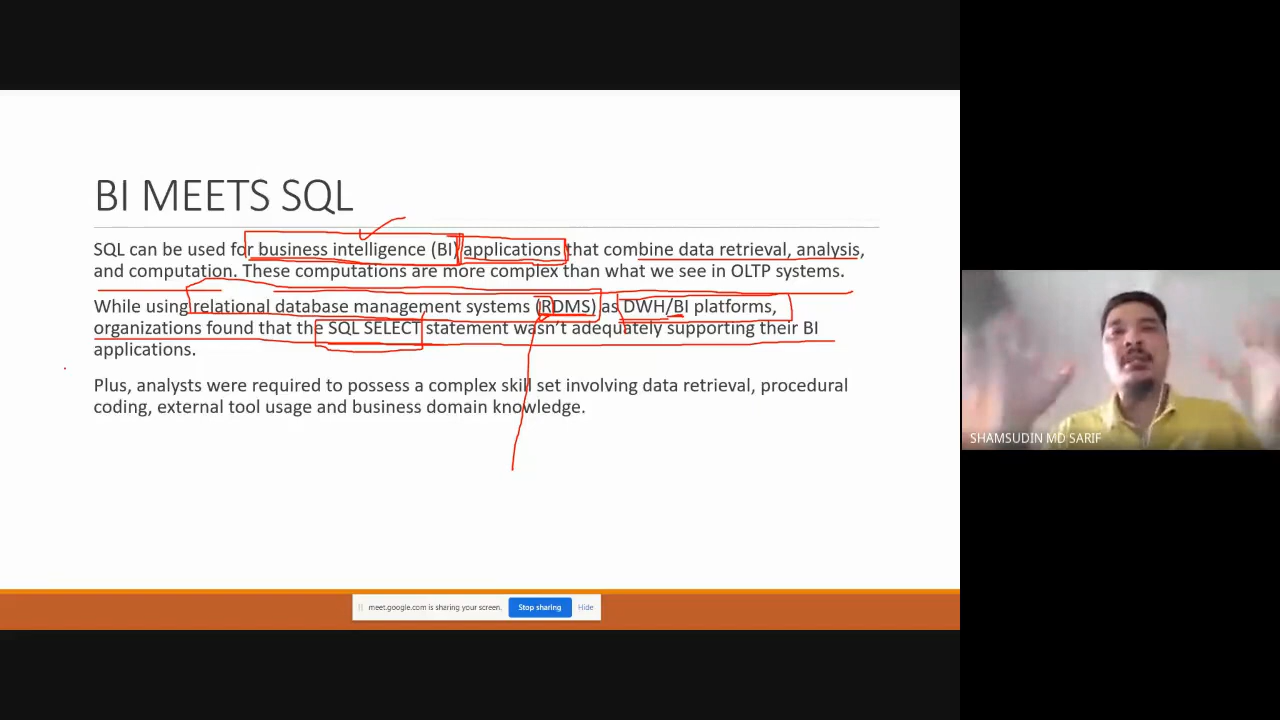 BI MEETS SQL
SQL can be used for business intelligence (BI) applications that combine data retrieval, analysis,
and computation. These computations are more complex than what we see in OLTP systems.
While using relational database management systems (RDMS) as DWH/BI platforms,
organizations found that the SQL SELECT statement wasn't adequately supporting their BI
applications.
Plus, analysts were required to possess a complex skill set involving data retrieval, procedural
coding, external tool usage and business domain knowledge.
SHAMSUDIN MD SARIF
meet.google.com is sharing your screen. Stop sharing Hide